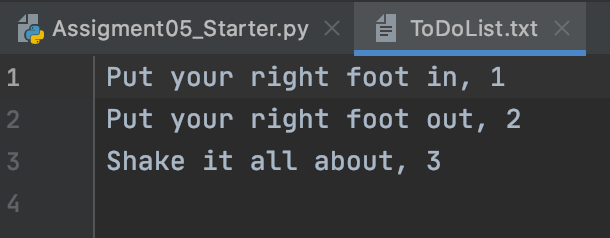 Assigment05_Starter.py ToDoList.txt
1 Put your right foot in, 1
2 Put your right foot out, 2
3 Shake it all about, 3
4